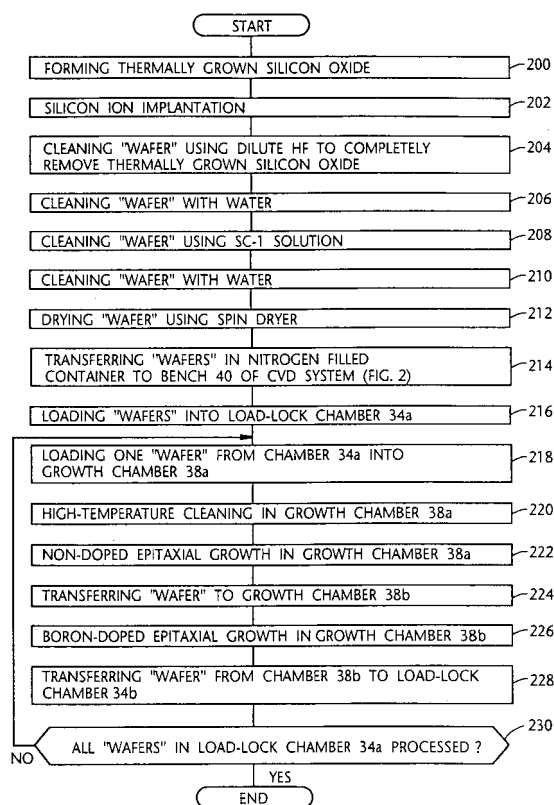 START
FORMING THERMALLY GROWN SILICON OXIDE
200
SILICON ION IMPLANTATION
202
CLEANING "WAFER" USING DILUTE HF TO COMPLETELY
REMOVE THERMALLY GROWN SILICON OXIDE
204
CLEANING "WAFER" WITH WATER
206
CLEANING "WAFER" USING SC-1 SOLUTION
208
CLEANING "WAFER" WITH WATER
210
DRYING "WAFER" USING SPIN DRYER
212
TRANSFERRING "WAFERS" IN NITROGEN FILLED
CONTAINER TO BENCH 40 OF CVD SYSTEM (FIG. 2)
214
LOADING "WAFERS" INTO LOAD-LOCK CHAMBER 34a
216
LOADING ONE "WAFER" FROM CHAMBER 34a INTO
GROWTH CHAMBER 38a
218
HIGH-TEMPERATURE CLEANING IN GROWTH CHAMBER 38a
220
NON-DOPED EPITAXIAL GROWTH IN GROWTH CHAMBER 38a
222
TRANSFERRING "WAFER" TO GROWTH CHAMBER 38b
224
BORON-DOPED EPITAXIAL GROWTH IN GROWTH CHAMBER 38b
226
TRANSFERRING "WAFER" FROM CHAMBER 38b TO LOAD-LOCK
CHAMBER 34b
228
230
ALL "WAFERS" IN LOAD-LOCK CHAMBER 34a PROCESSED ?
NO
YES
END